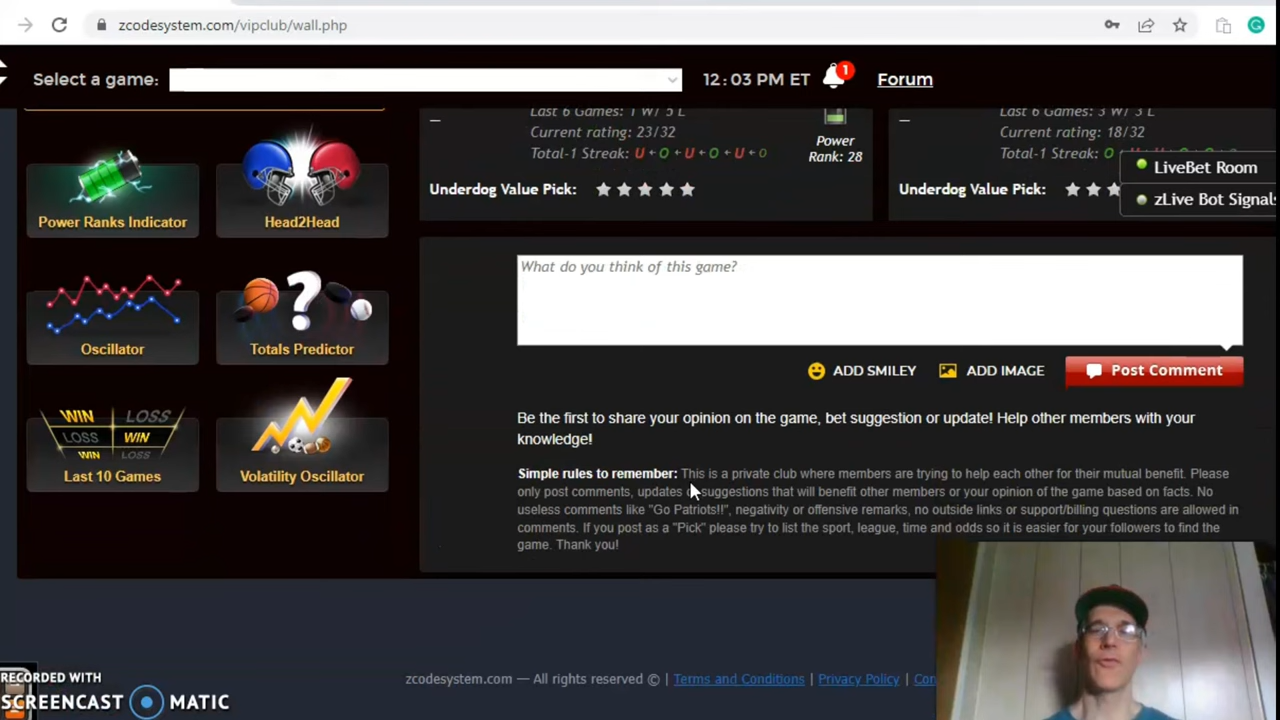 zcodesystem.com/vipclub/wall.php
Select a game:
12:03 PM ET
1
Forum
Last 6 Games: 1 W/ 5 L
Current rating: 23/32
Total-1 Streak: U ← O ← U ← O ← U ← O
Power
Rank: 28
Underdog Value Pick:
Last 6 Games: 3 W/ 3 L
Current rating: 18/32
Total-1 Streak: O
Underdog Value Pick:
LiveBet Room
zLive Bot Signals
Power Ranks Indicator
Head2Head
Oscillator
Totals Predictor
WIN LOSS
LOSS WIN
WIN LOSS
Last 10 Games
Volatility Oscillator
What do you think of this game?
ADD SMILEY
ADD IMAGE
Post Comment
Be the first to share your opinion on the game, bet suggestion or update! Help other members with your
knowledge!
Simple rules to remember: This is a private club where members are trying to help each other for their mutual benefit. Please
only post comments, updates suggestions that will benefit other members or your opinion of the game based on facts. No
useless comments like "Go Patriots!!", negativity or offensive remarks, no outside links or support/billing questions are allowed in
comments. If you post as a "Pick" please try to list the sport, league, time and odds so it is easier for your followers to find the
game. Thank you!
zcodesystem.com — All rights reserved © | Terms and Conditions | Privacy Policy | Con
RECORDED WITH
SCREENCAST MATIC